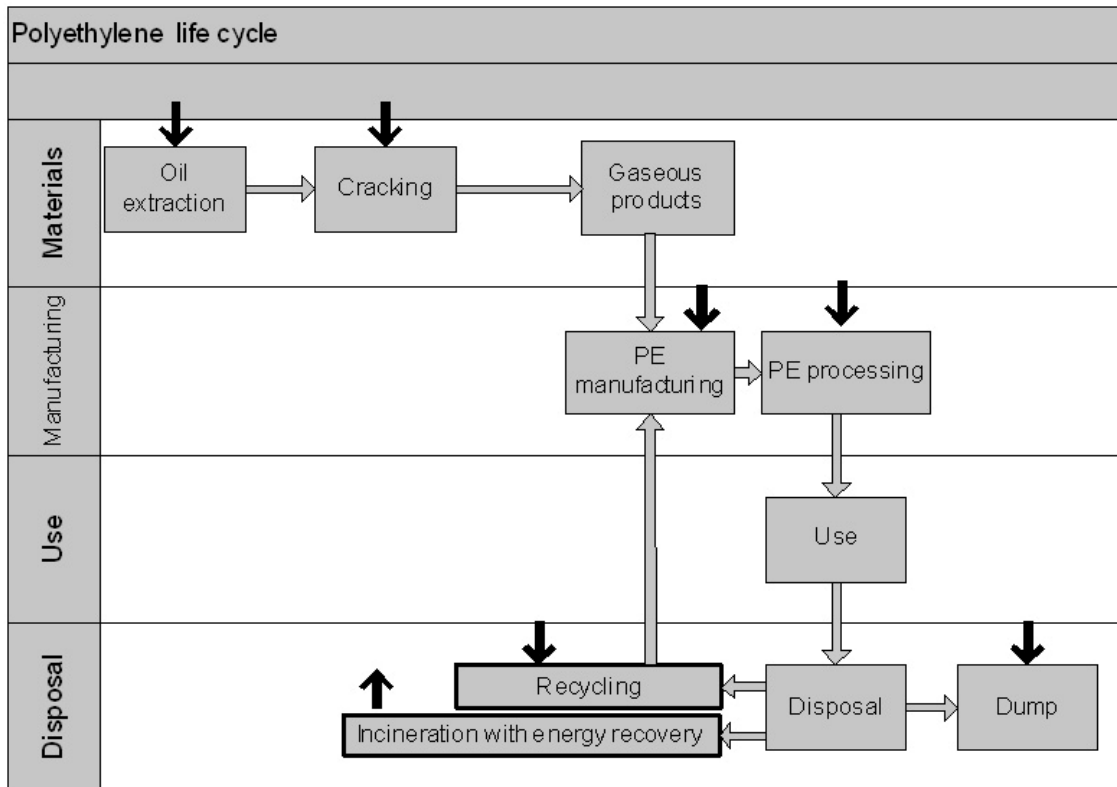 Polyethylene life cycle
Materials
Oil
extraction
Cracking
Gaseous
products
Manufacturing
PE
manufacturing
PE processing
Use
Use
Disposal
Recycling
Incineration with energy recovery
Disposal
Dump